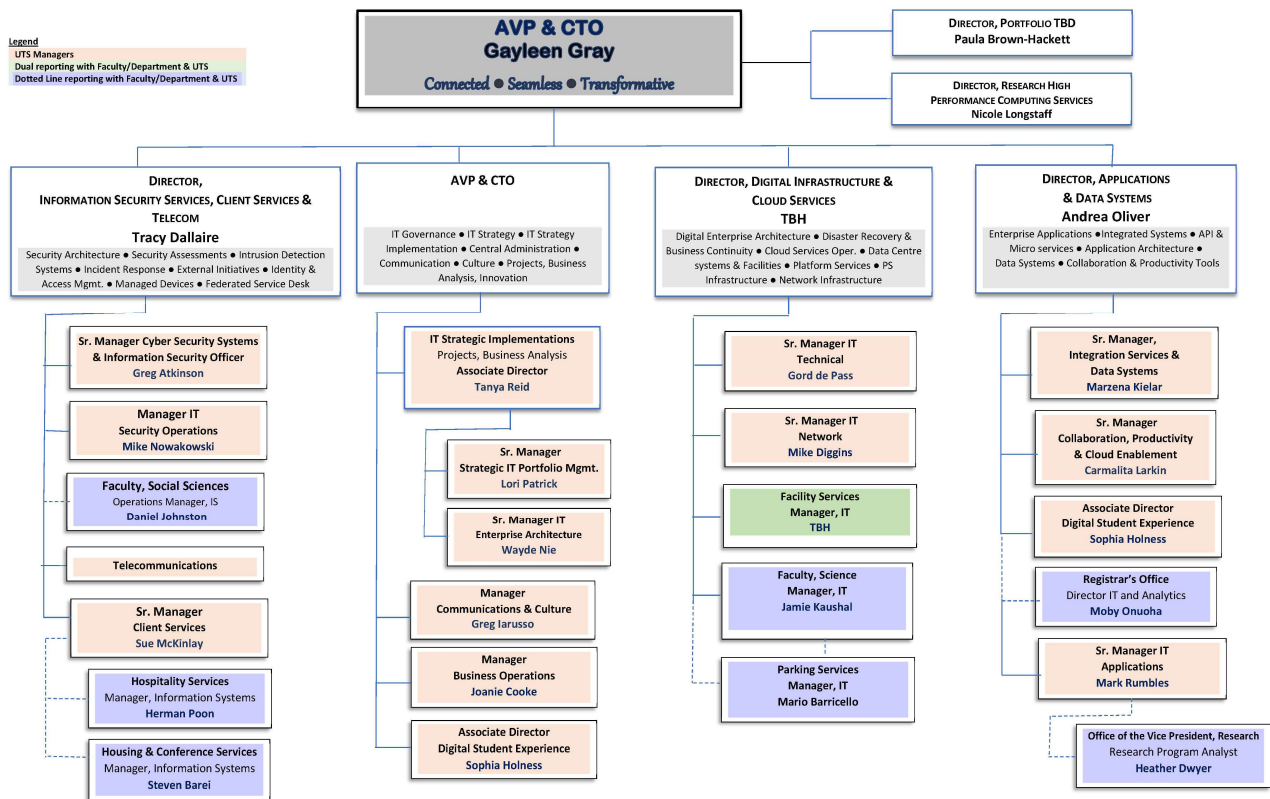 AVP & CTO
Gayleen Gray
Connected ● Seamless ● Transformative
DIRECTOR, PORTFOLIO TBD
Paula Brown-Hackett
DIRECTOR, RESEARCH HIGH
PERFORMANCE COMPUTING SERVICES
Nicole Longstaff
Legend
UTS Managers
Dual reporting with Faculty/Department & UTS
Dotted Line reporting with Faculty/Department & UTS
DIRECTOR,
INFORMATION SECURITY SERVICES, CLIENT SERVICES &
TELECOM
Tracy Dallaire
Security Architecture ● Security Assessments ● Intrusion Detection
Systems ● Incident Response ● External Initiatives ● Identity &
Access Mgmt. ● Managed Devices ● Federated Service Desk
Sr. Manager Cyber Security Systems
& Information Security Officer
Greg Atkinson
Manager IT
Security Operations
Mike Nowakowski
Faculty, Social Sciences
Operations Manager, IS
Daniel Johnston
Telecommunications
Sr. Manager
Client Services
Sue McKinlay
Hospitality Services
Manager, Information Systems
Herman Poon
Housing & Conference Services
Manager, Information Systems
Steven Barei
AVP & CTO
IT Governance ● IT Strategy ● IT Strategy
Implementation ● Central Administration ●
Communication ● Culture ● Projects, Business
Analysis, Innovation
IT Strategic Implementations
Projects, Business Analysis
Associate Director
Tanya Reid
Sr. Manager
Strategic IT Portfolio Mgmt.
Lori Patrick
Sr. Manager IT
Enterprise Architecture
Wayde Nie
Manager
Communications & Culture
Greg Iarusso
Manager
Business Operations
Joanie Cooke
Associate Director
Digital Student Experience
Sophia Holness
DIRECTOR, DIGITAL INFRASTRUCTURE &
CLOUD SERVICES
TBH
Digital Enterprise Architecture ● Disaster Recovery &
Business Continuity ● Cloud Services Oper. ● Data Centre
systems & Facilities ● Platform Services ● PS
Infrastructure ● Network Infrastructure
Sr. Manager IT
Technical
Gord de Pass
Sr. Manager IT
Network
Mike Diggins
Facility Services
Manager, IT
TBH
Faculty, Science
Manager, IT
Jamie Kaushal
Parking Services
Manager, IT
Mario Barricello
DIRECTOR, APPLICATIONS
& DATA SYSTEMS
Andrea Oliver
Enterprise Applications ●Integrated Systems ● API &
Micro services ● Application Architecture ●
Data Systems ● Collaboration & Productivity Tools
Sr. Manager,
Integration Services &
Data Systems
Marzena Kielar
Sr. Manager
Collaboration, Productivity
& Cloud Enablement
Carmalita Larkin
Associate Director
Digital Student Experience
Sophia Holness
Registrar's Office
Director IT and Analytics
Moby Onuoha
Sr. Manager IT
Applications
Mark Rumbles
Office of the Vice President, Research
Research Program Analyst
Heather Dwyer